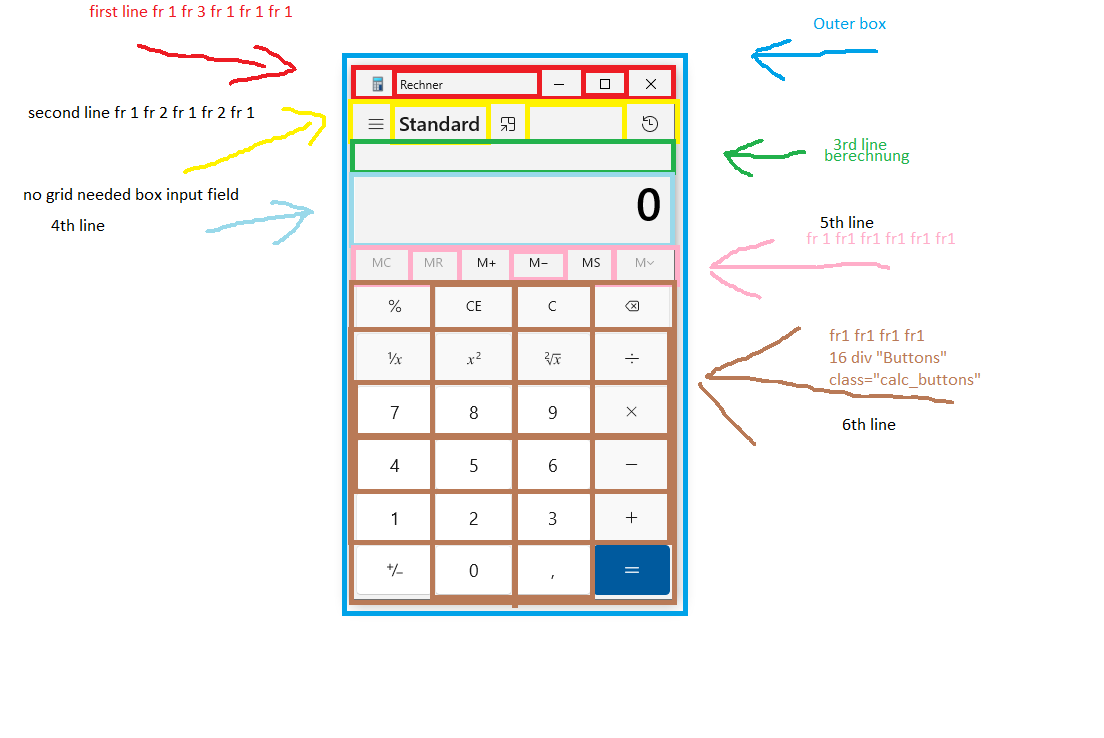 first line fr 1 fr 3 fr 1 fr 1 fr 1
Outer box
Rechner
second line fr 1 fr 2 fr 1 fr 2 fr 1
Standard
3rd line
berechnung
no grid needed box input field
4th line
0
5th line
fr 1 fr1 fr1 fr1 fr1 fr1
MC MR M+ M− MS M˅
% CE C
¹/x x² ²√x ÷
7 8 9 ×
4 5 6 −
1 2 3 +
+/− 0 , =
fr1 fr1 fr1 fr1
16 div "Buttons"
class="calc_buttons"
6th line